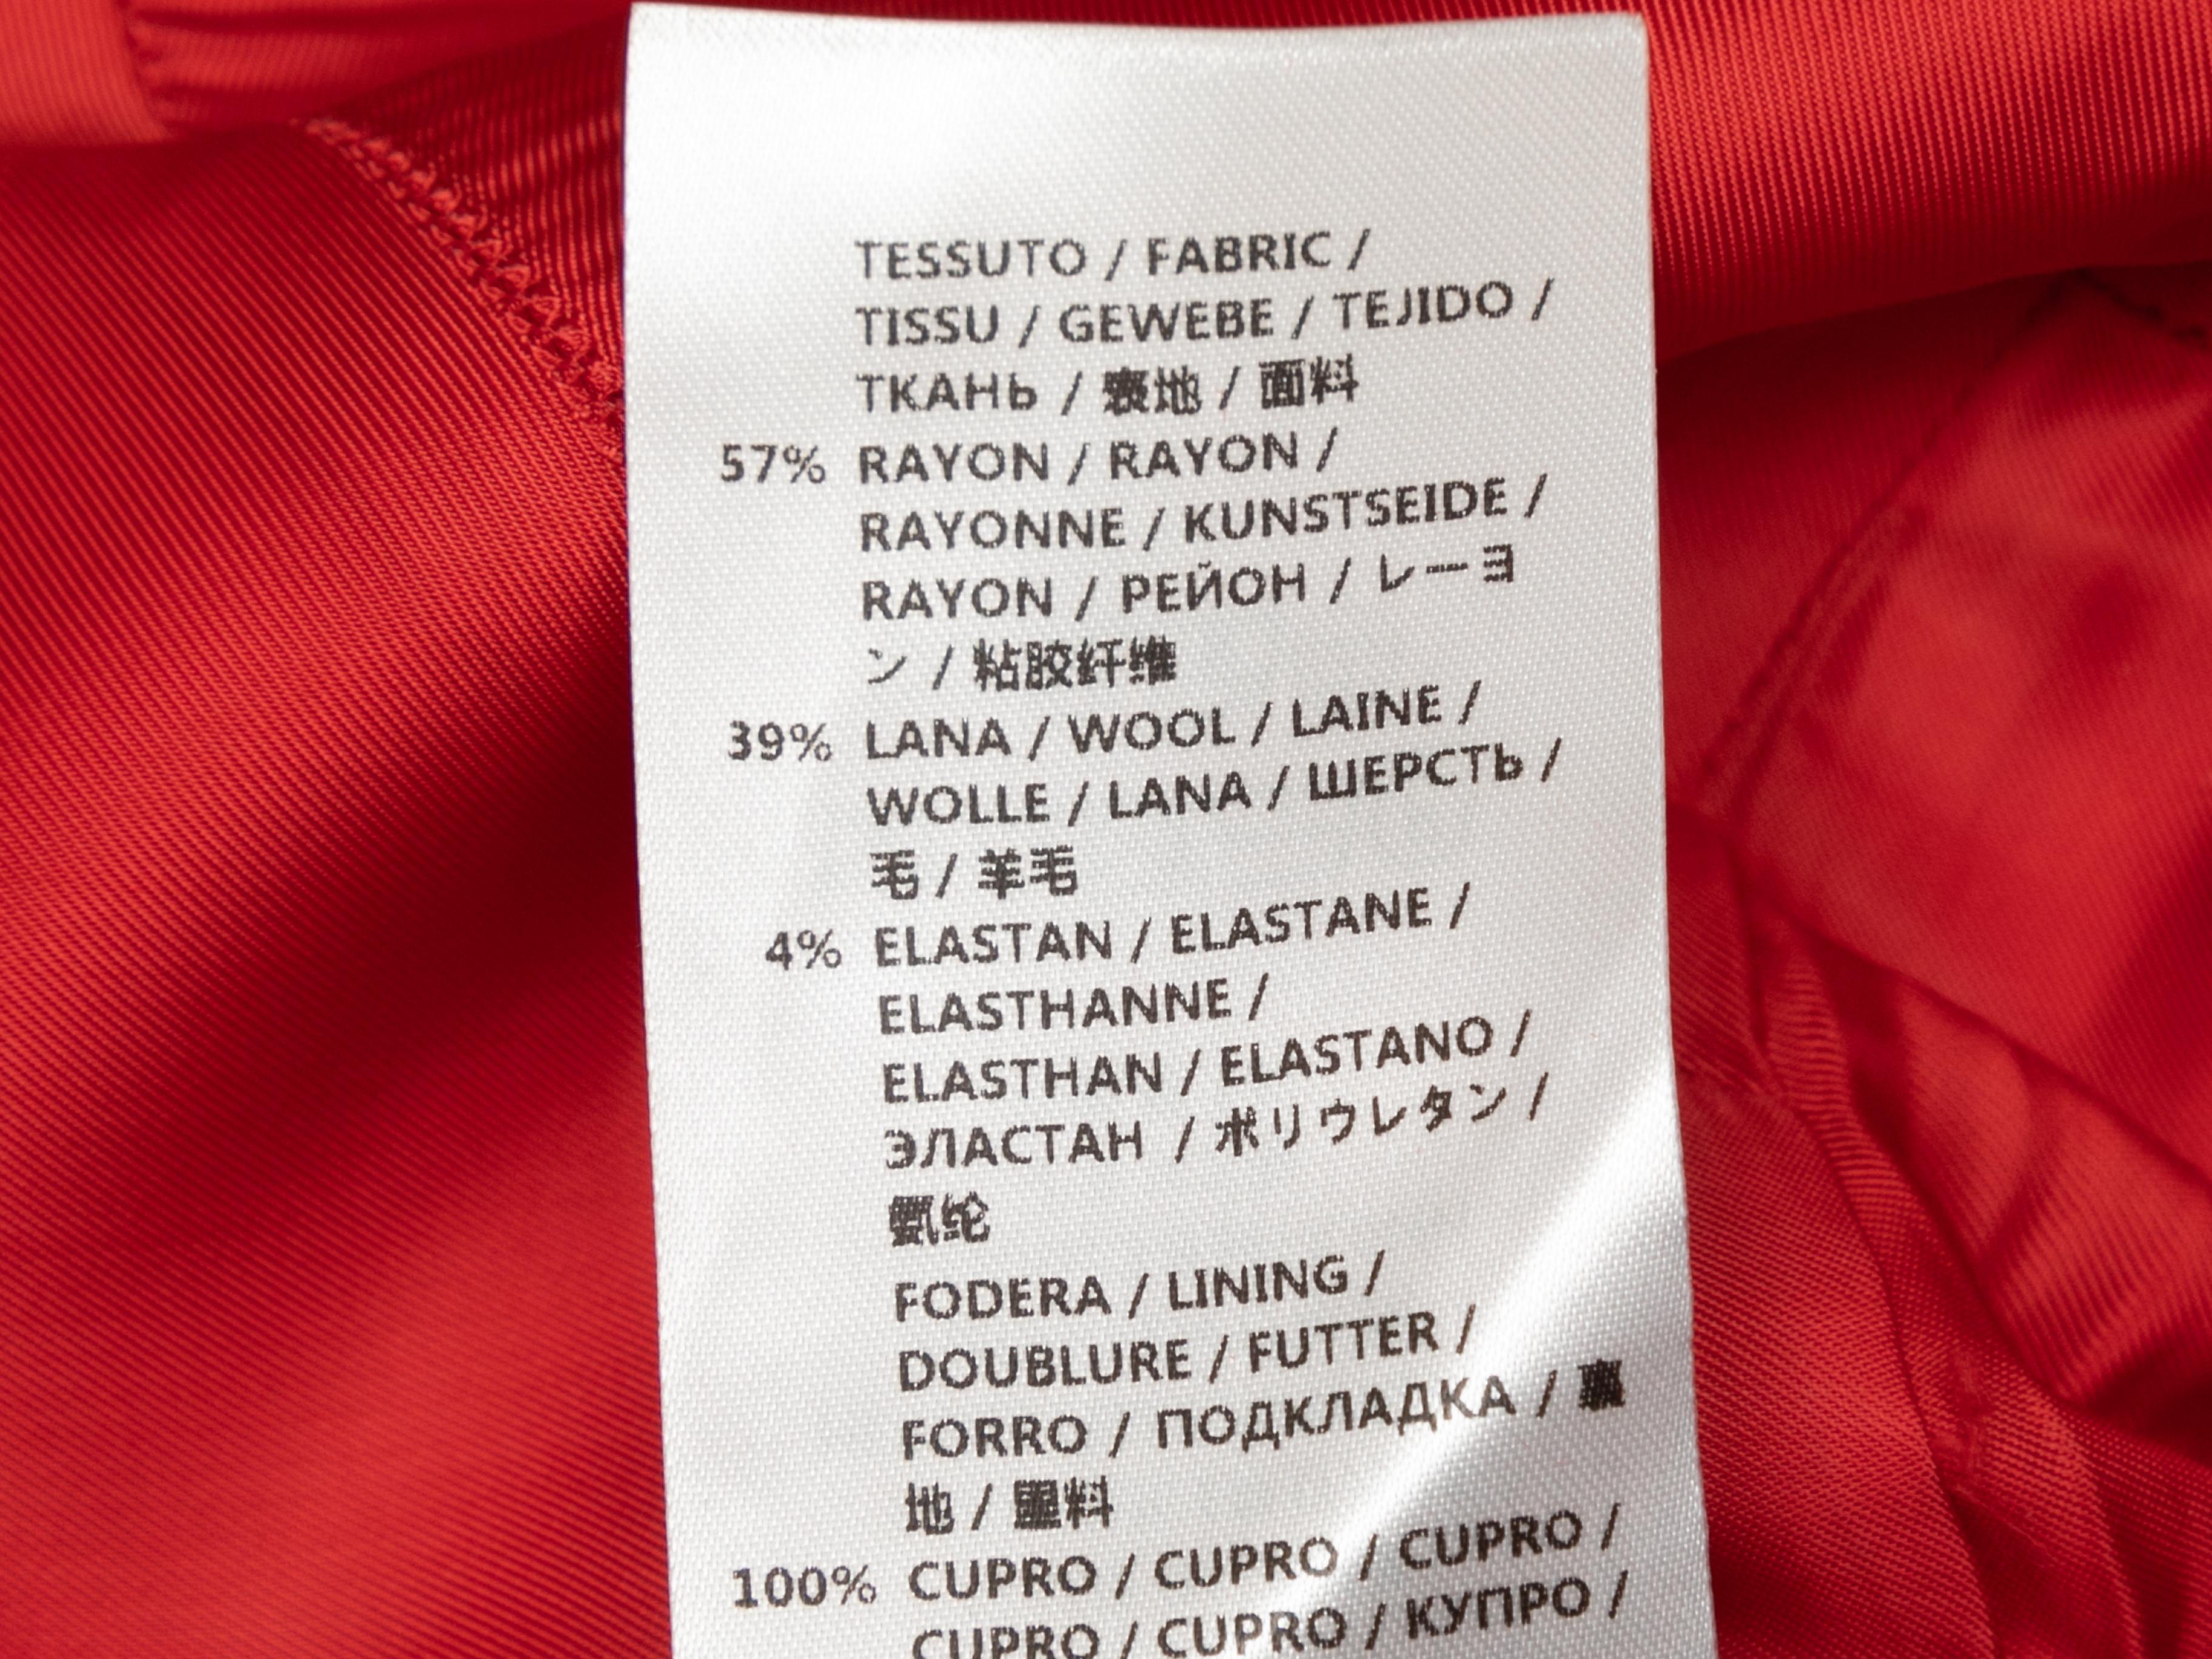 TESSUTO / FABRIC /
TISSU / GEWEBE / TEJIDO /
ТКАНЬ / 表地 / 面料
57% RAYON / RAYON /
RAYONNE / KUNSTSEIDE /
RAYON / РЕЙОН / レーヨ
ン / 粘胶纤维
39% LANA / WOOL / LAINE /
WOLLE / LANA / ШЕРСТЬ /
毛 / 羊毛
4% ELASTAN / ELASTANE /
ELASTHANNE /
ELASTHAN / ELASTANO /
ЭЛАСТАН / ポリウレタン /
氨纶
FODERA / LINING /
DOUBLURE / FUTTER /
FORRO / ПОДКЛАДКА / 裏
地 / 里料
100% CUPRO / CUPRO / CUPRO /
CUPRO / CUPRO / КУПРО /